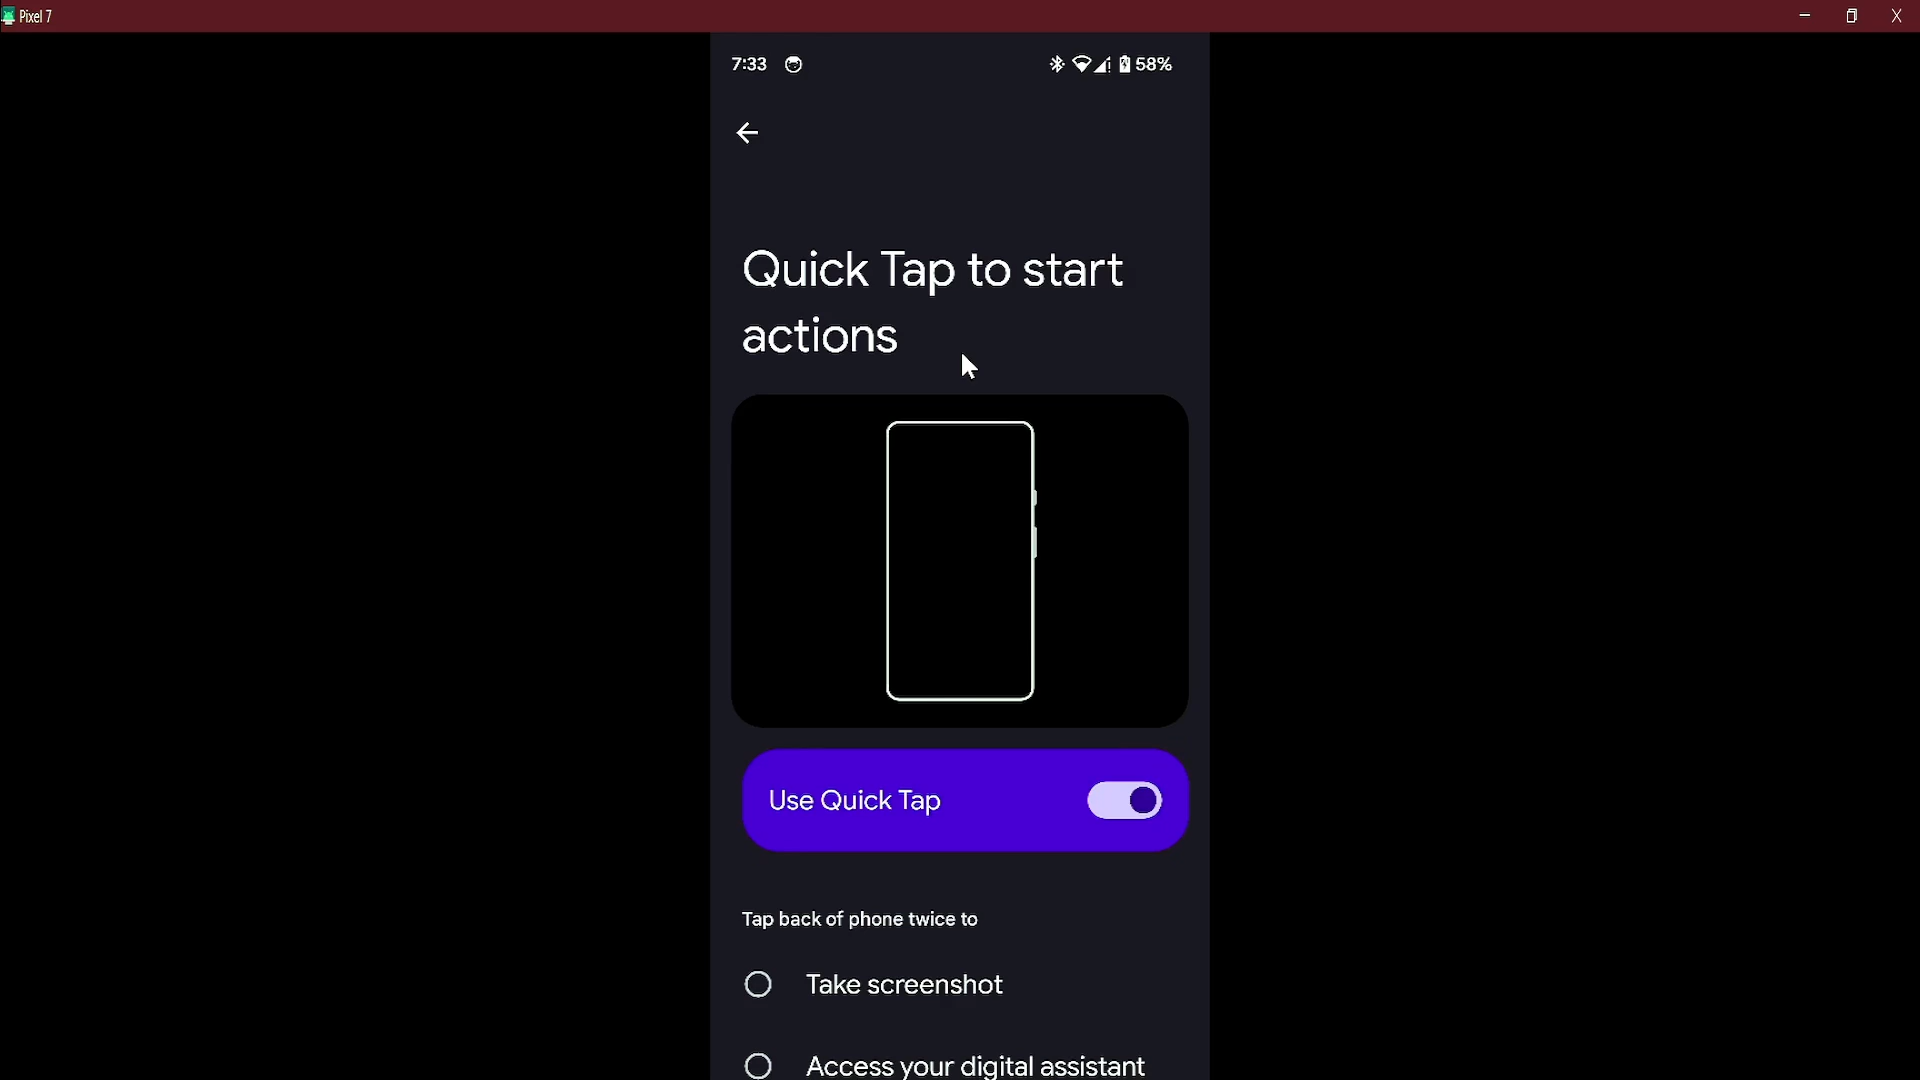 Pixel 7
7:33
58%
Quick Tap to start
actions
Use Quick Tap
Tap back of phone twice to
Take screenshot
Access your digital assistant